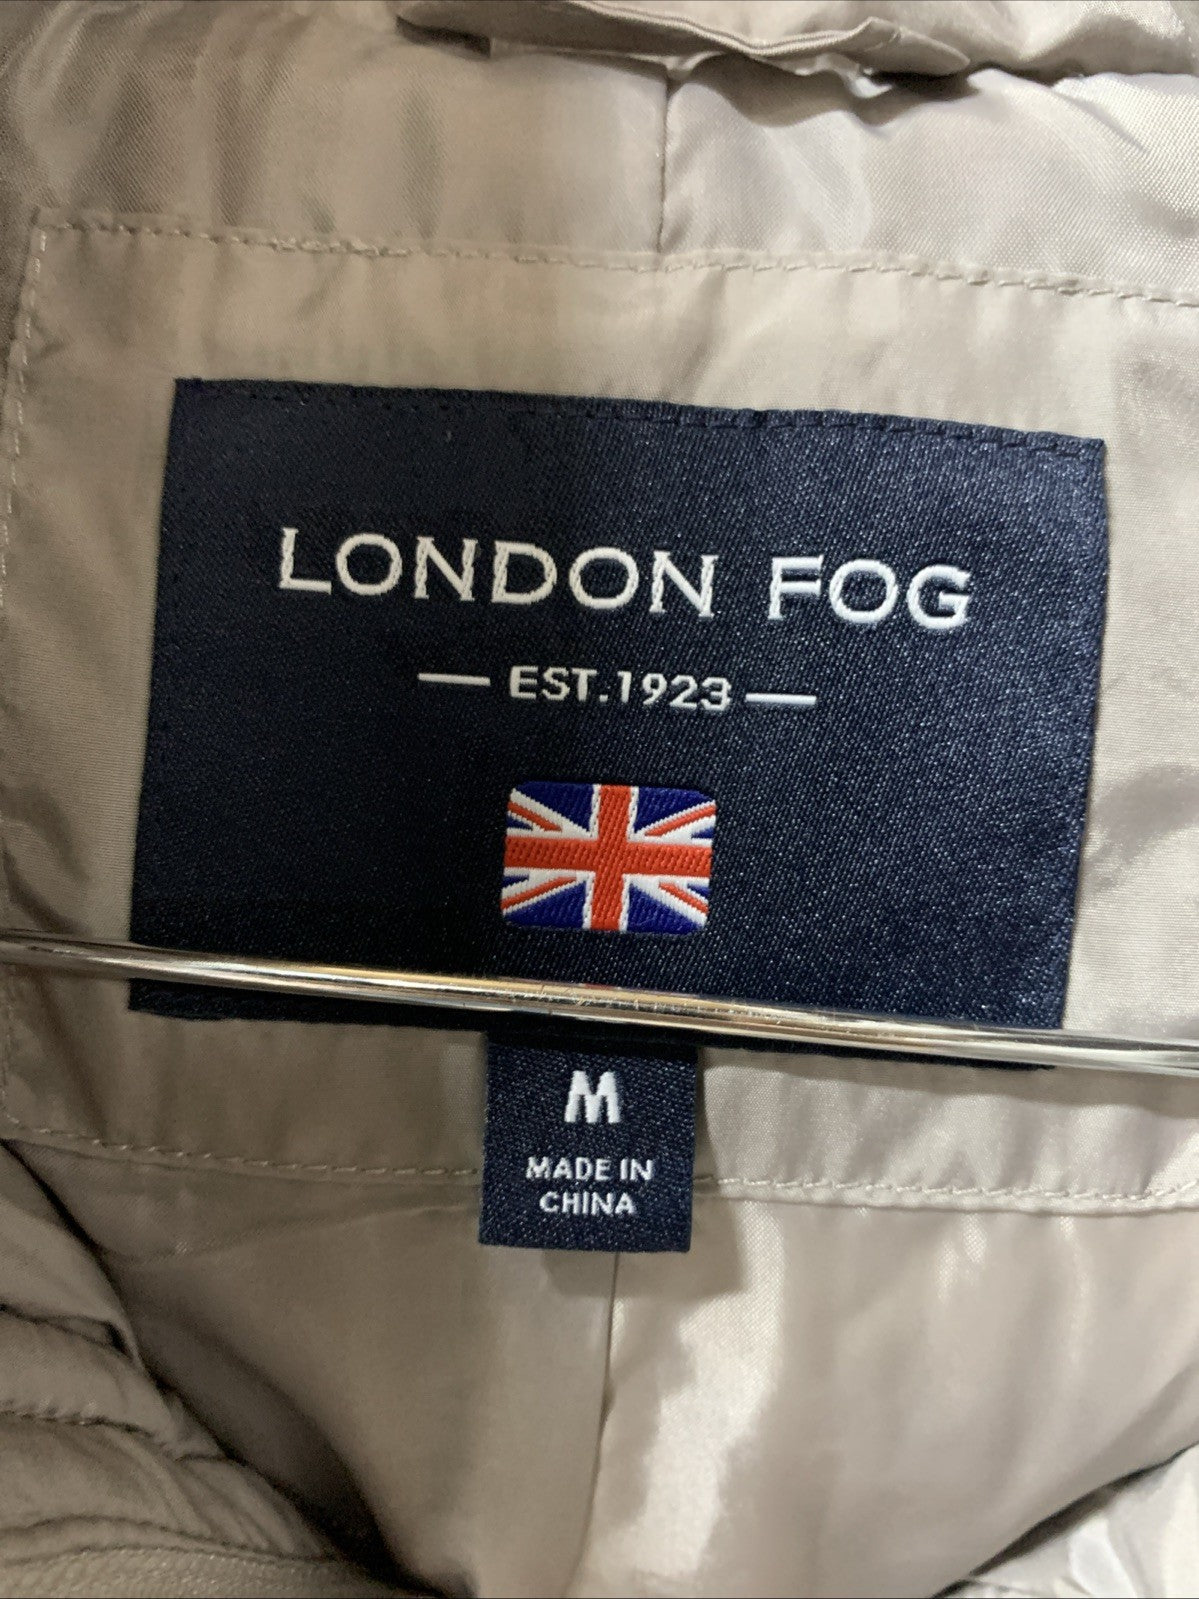 LONDON FOG
EST.1923
M
MADE IN
CHINA